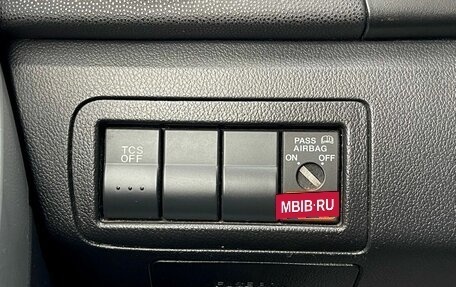 TCS
OFF
PASS
AIRBAG
ON OFF
MBIB·RU